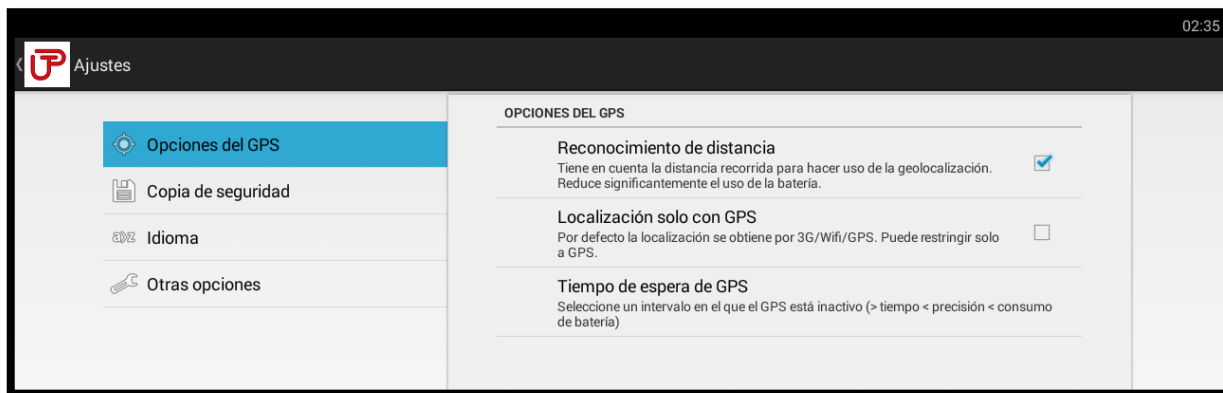 02:35
UP
Ajustes
Opciones del GPS
Copia de seguridad
Idioma
Otras opciones
OPCIONES DEL GPS
Reconocimiento de distancia
Tiene en cuenta la distancia recorrida para hacer uso de la geolocalización.
Reduce significantemente el uso de la batería.
Localización solo con GPS
Por defecto la localización se obtiene por 3G/Wifi/GPS. Puede restringir solo
a GPS.
Tiempo de espera de GPS
Seleccione un intervalo en el que el GPS está inactivo (> tiempo < precisión < consumo
de batería)